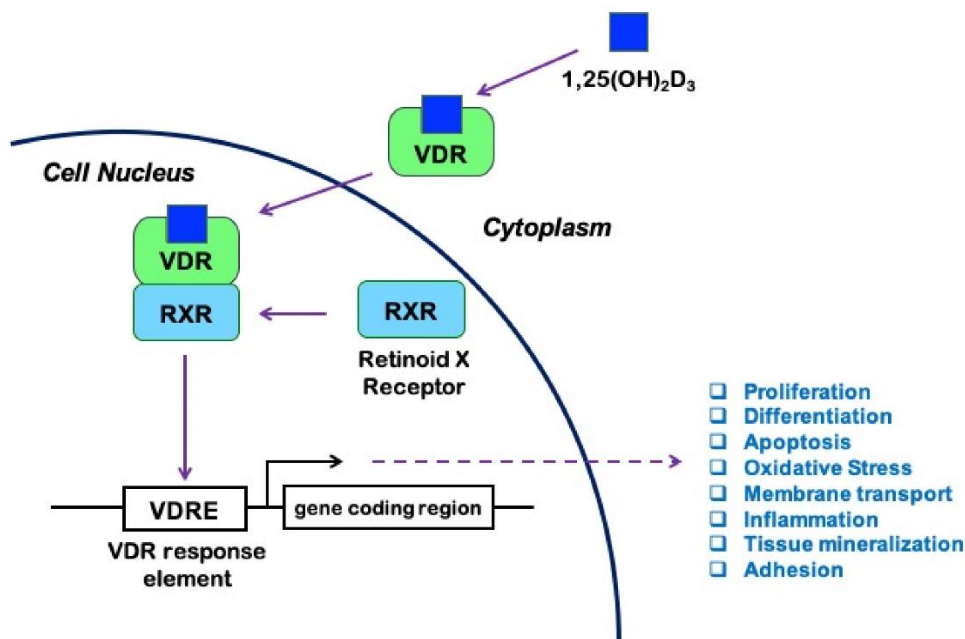 1,25(OH)₂D₃
VDR
Cell Nucleus
Cytoplasm
VDR
RXR
RXR
Retinoid X
Receptor
VDRE
gene coding region
VDR response
element
❑ Proliferation
❑ Differentiation
❑ Apoptosis
❑ Oxidative Stress
❑ Membrane transport
❑ Inflammation
❑ Tissue mineralization
❑ Adhesion